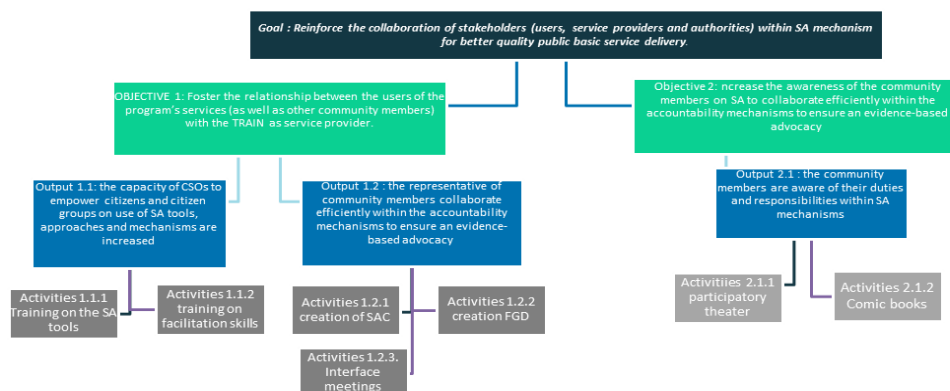 Goal : Reinforce the collaboration of stakeholders (users, service providers and authorities) within SA mechanism
for better quality public basic service delivery.
OBJECTIVE 1: Foster the relationship between the users of the
program's services (as well as other community members)
with the TRAIN as service provider.
Objective 2: ncrease the awareness of the community
members on SA to collaborate efficiently within the
accountability mechanisms to ensure an evidence-based
advocacy
Output 1.1: the capacity of CSOs to
empower citizens and citizen
groups on use of SA tools,
approaches and mechanisms are
increased
Output 1.2 : the representative of
community members collaborate
efficiently within the accountability
mechanisms to ensure an evidence-
based advocacy
Output 2.1 : the community
members are aware of their duties
and responsibilities within SA
mechanisms
Activities 1.1.1
Training on the SA
tools
Activities 1.1.2
training on
facilitation skills
Activities 1.2.1
creation of SAC
Activities 1.2.2
creation FGD
Activities 1.2.3.
Interface
meetings
Activitiies 2.1.1
participatory
theater
Activities 2.1.2
Comic books